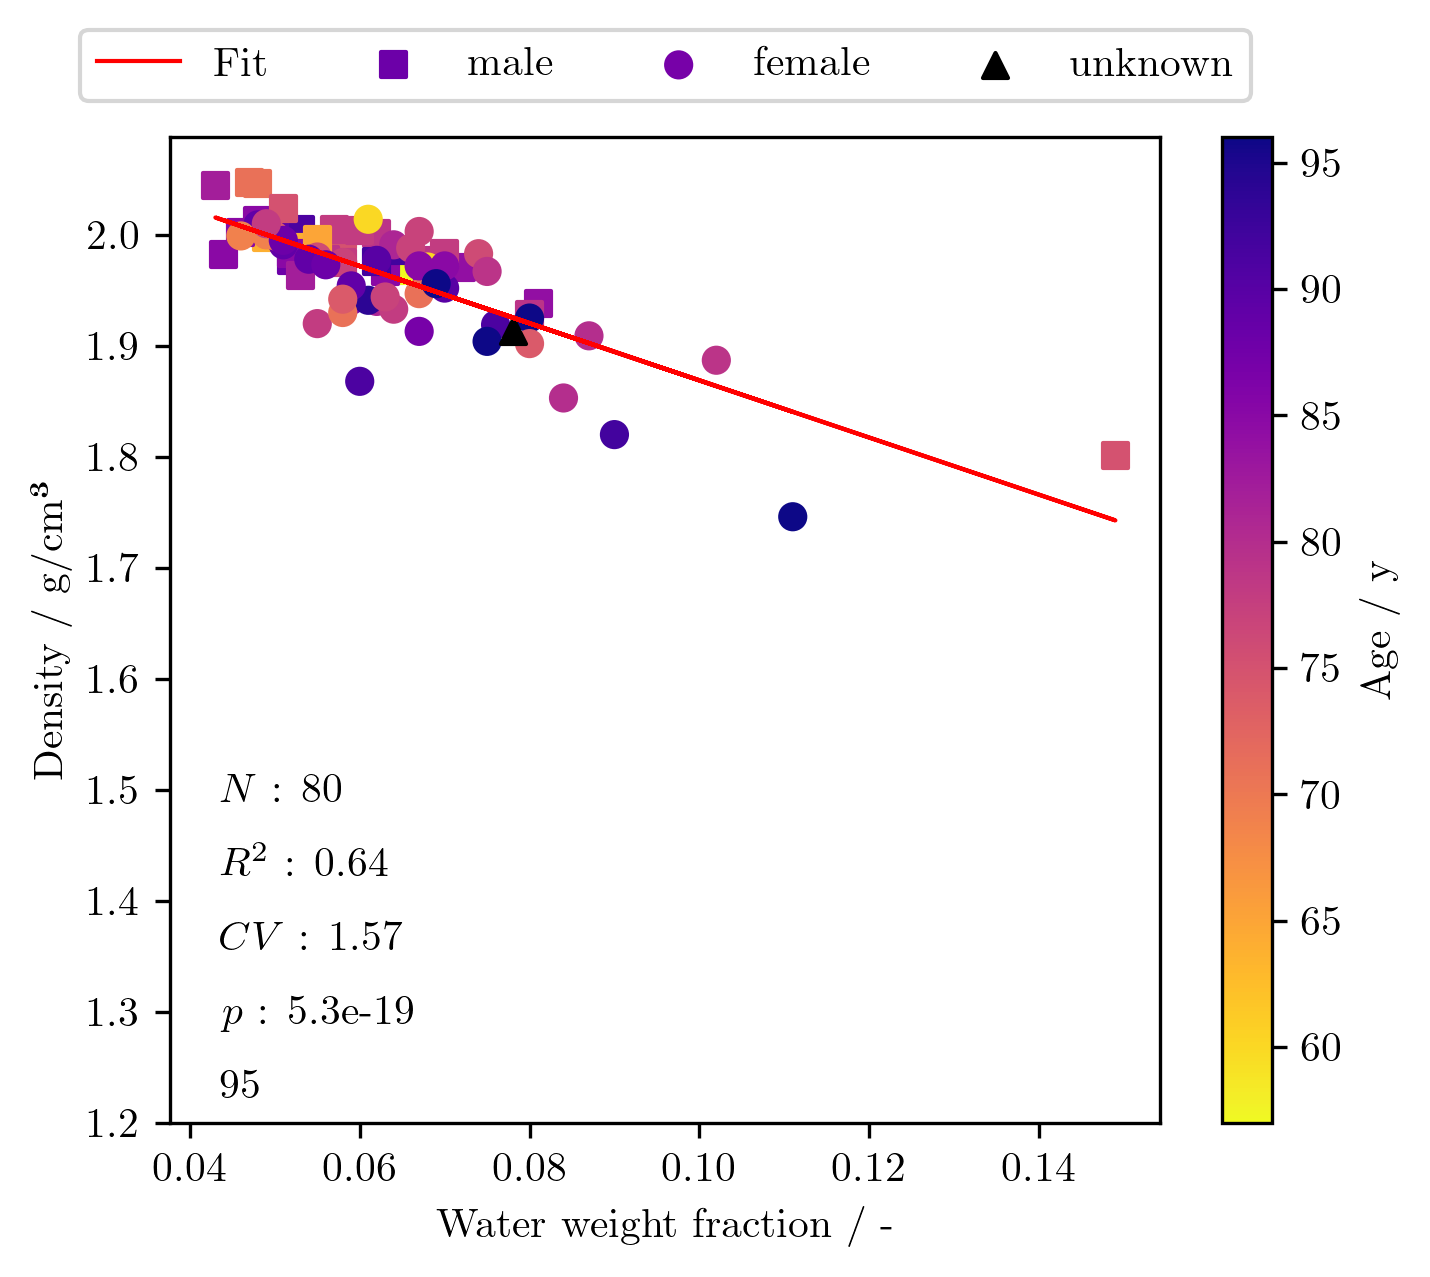 Fit male female unknown
2.0
1.9
1.8
1.7
1.6
1.5
1.4
1.3
1.2
Density / g/cm³
N : 80
R² : 0.64
CV : 1.57
p : 5.3e-19
95
0.04 0.06 0.08 0.10 0.12 0.14
Water weight fraction / -
95
90
85
80
75
70
65
60
Age / y